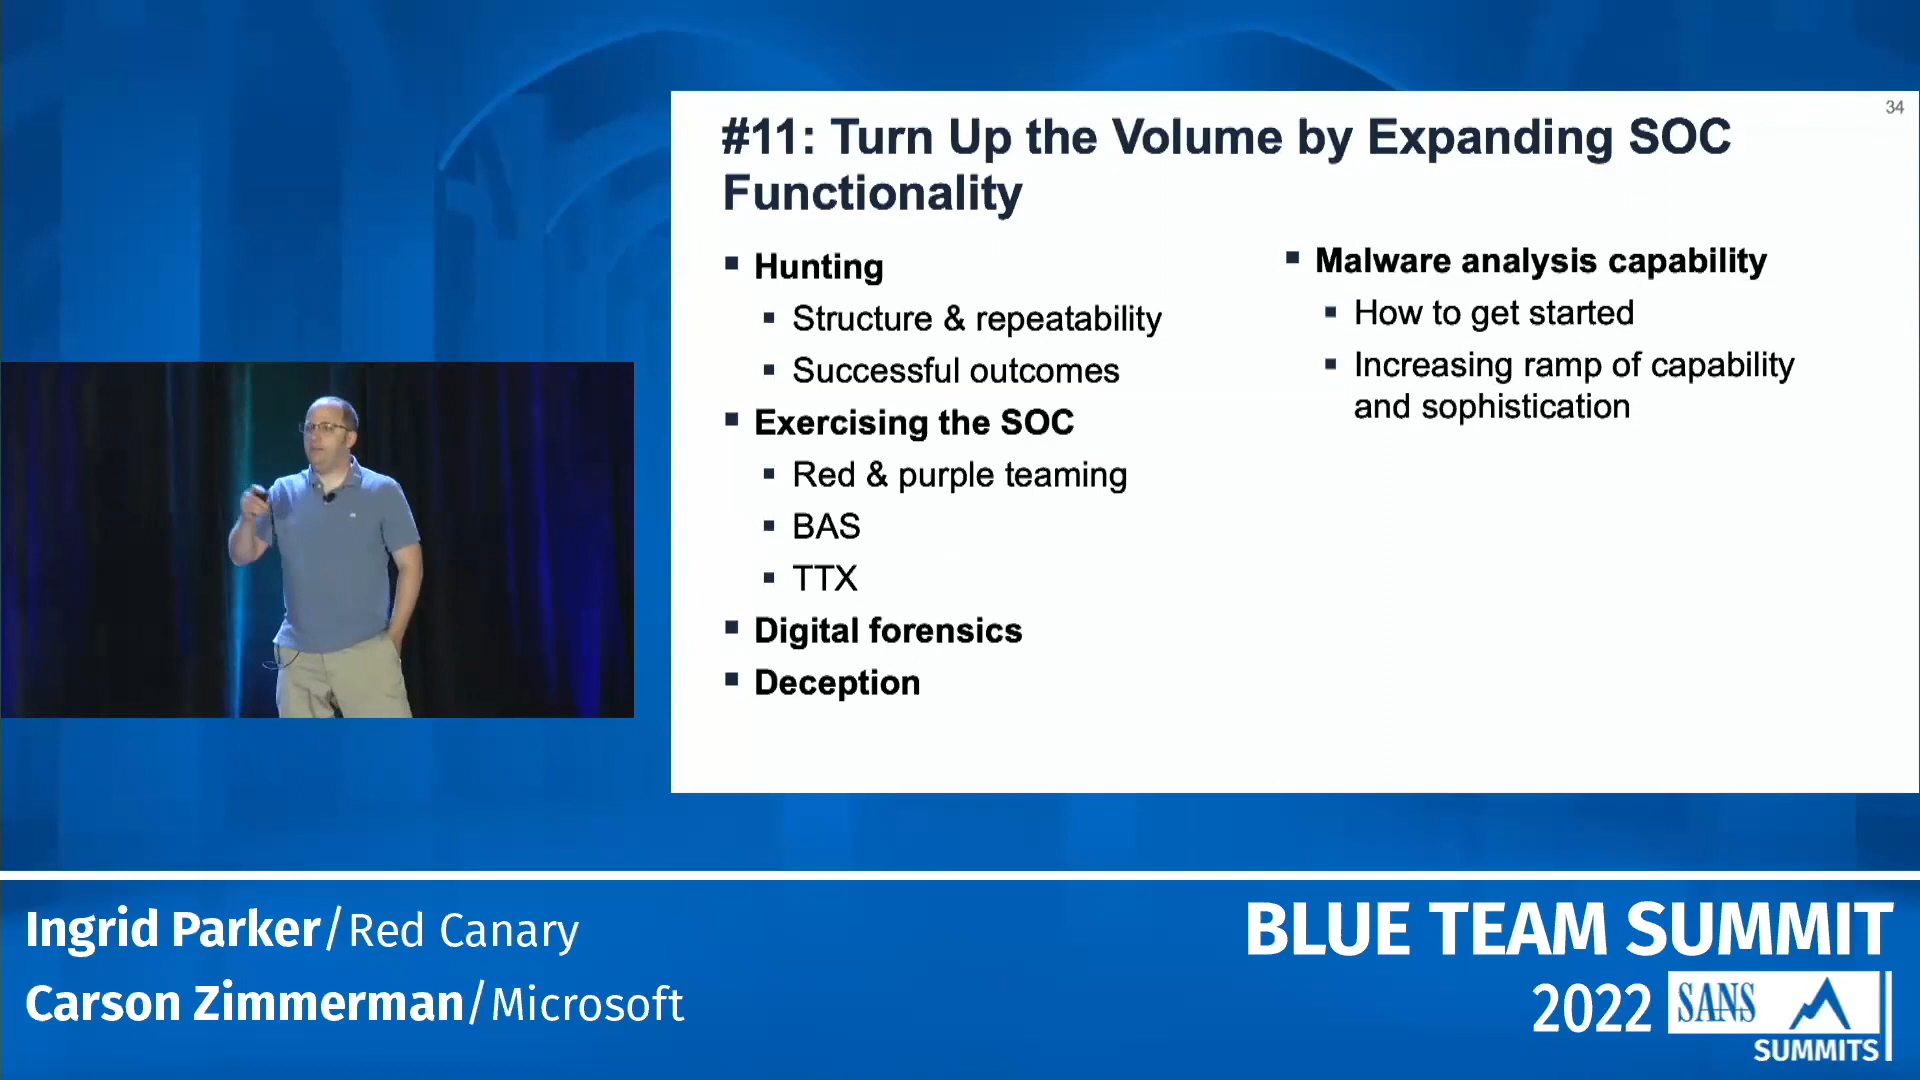 34
#11: Turn Up the Volume by Expanding SOC
Functionality
Hunting
Structure & repeatability
Successful outcomes
Exercising the SOC
Red & purple teaming
BAS
TTX
Digital forensics
Deception
Malware analysis capability
How to get started
Increasing ramp of capability
and sophistication
Ingrid Parker/Red Canary
Carson Zimmerman/Microsoft
BLUE TEAM SUMMIT
2022 SANS
SUMMITS